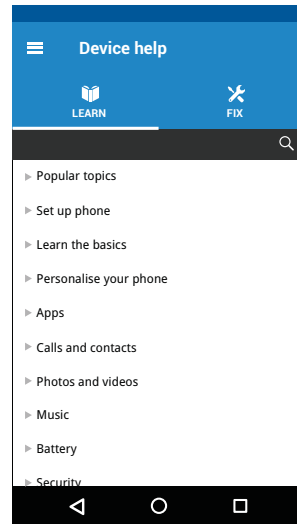 Device help
LEARN
FIX
Popular topics
Set up phone
Learn the basics
Personalise your phone
Apps
Calls and contacts
Photos and videos
Music
Battery
Security